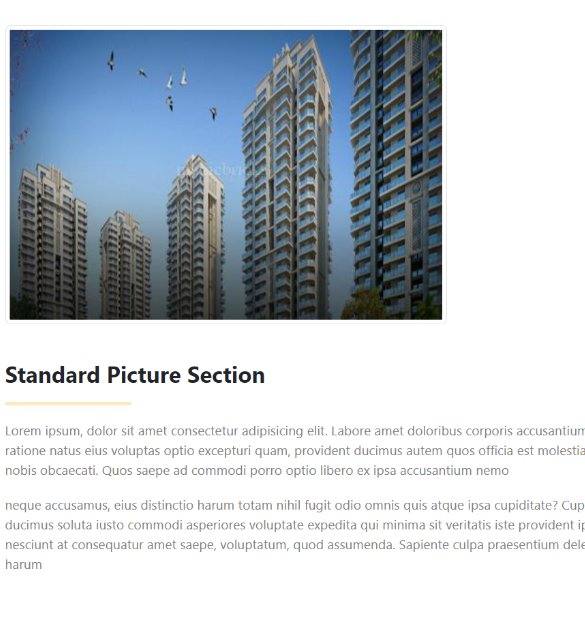 Standard Picture Section
Lorem ipsum, dolor sit amet consectetur adipisicing elit. Labore amet doloribus corporis accusantium
ratione natus eius voluptas optio excepturi quam, provident ducimus autem quos officia est molestia
nobis obcaecati. Quos saepe ad commodi porro optio libero ex ipsa accusantium nemo
neque accusamus, eius distinctio harum totam nihil fugit odio omnis quis atque ipsa cupiditate? Cup
ducimus soluta iusto commodi asperiores voluptate expedita qui minima sit veritatis iste provident ip
nesciunt at consequatur amet saepe, voluptatum, quod assumenda. Sapiente culpa praesentium dele
harum